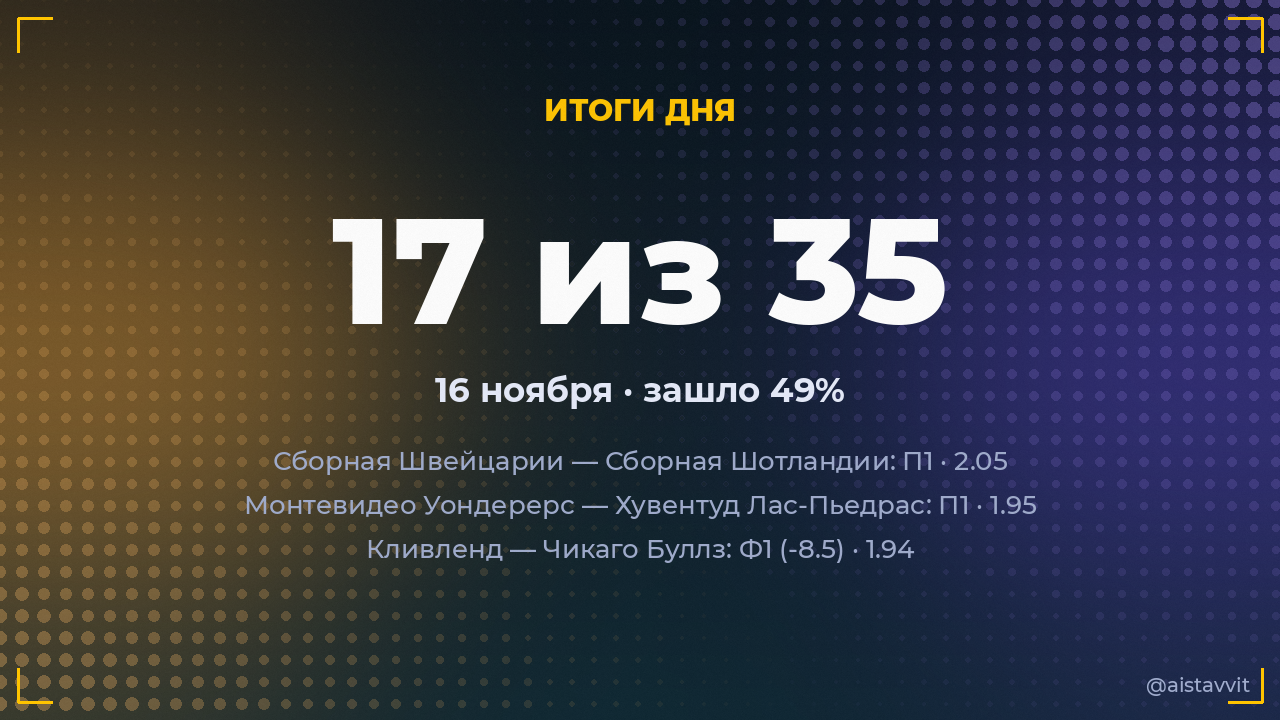 ИТОГИ ДНЯ
17 из 35
16 ноября · зашло 49%
Сборная Швейцарии — Сборная Шотландии: П1 · 2.05
Монтевидео Уондерерс — Хувентуд Лас-Пьедрас: П1 · 1.95
Кливленд — Чикаго Буллз: Ф1 (-8.5) · 1.94
@aistavvit